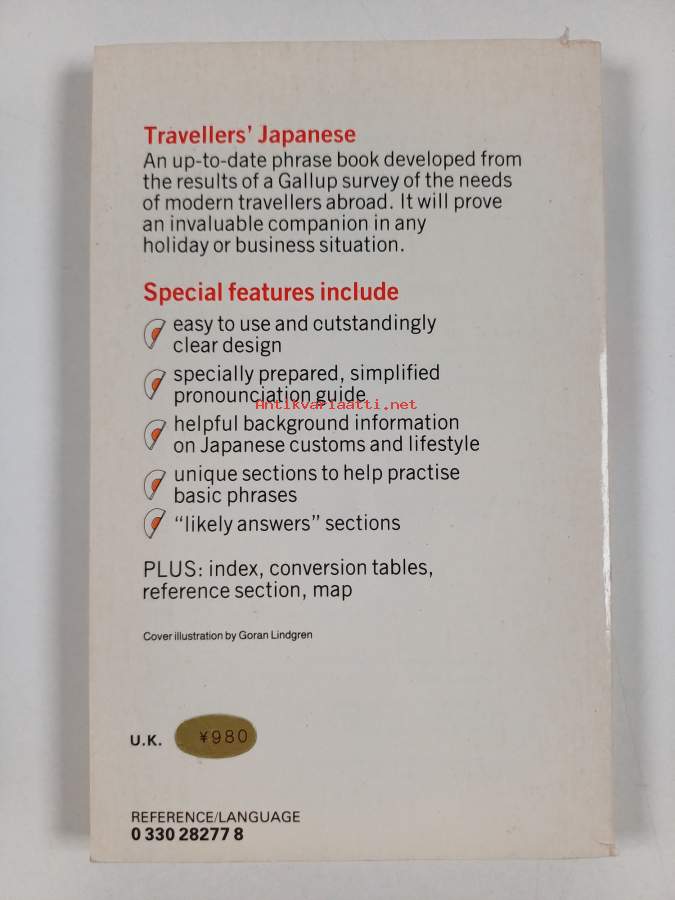 Travellers' Japanese
An up-to-date phrase book developed from
the results of a Gallup survey of the needs
of modern travellers abroad. It will prove
an invaluable companion in any
holiday or business situation.
Special features include
easy to use and cutstandingly
clear design
specially prepared, simplified
pronounciation guide
Antikvariaatti.net
helpful background information
on Japanese customs and lifestyle
unique sections to help practise
basic phrases
"likely answers" sections
PLUS: index, conversion tables,
reference section, map
Cover illustration by Goran Lindgren
U.K. ¥980
REFERENCE/LANGUAGE
0 330 28277 8